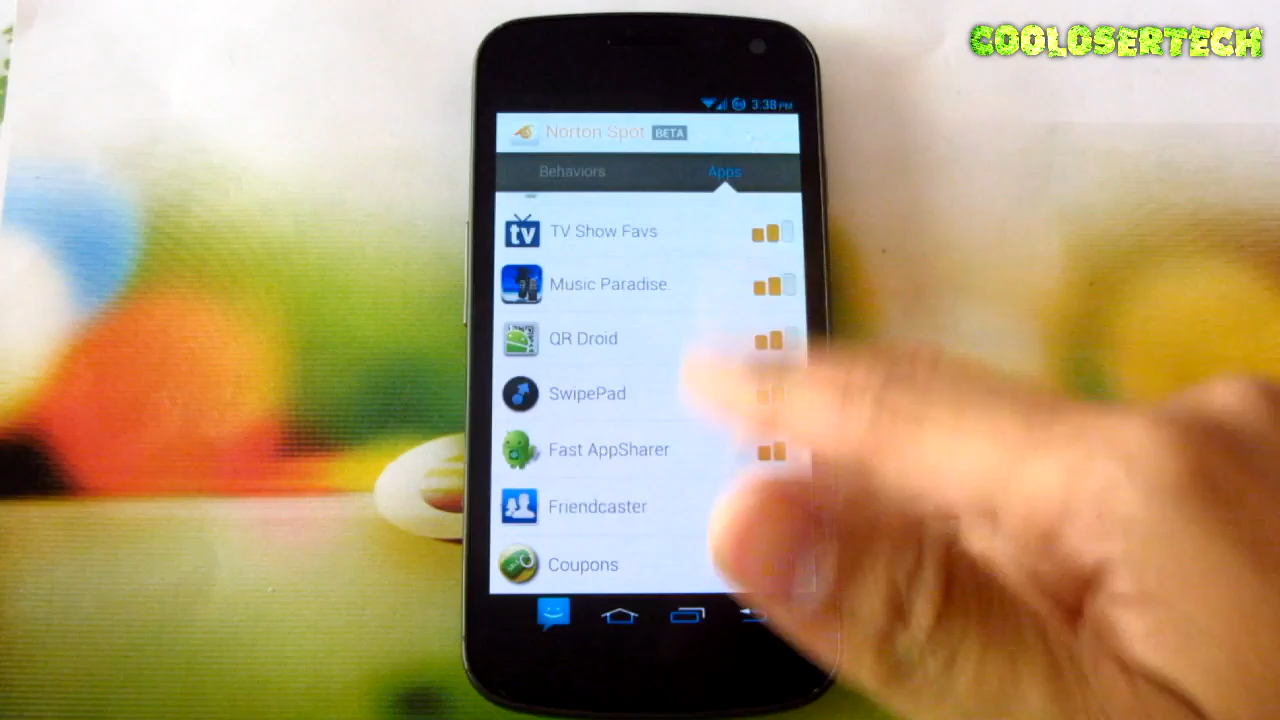 COOLOSERTECH
3:38 PM
Norton Spot BETA
Behaviors Apps
tv TV Show Favs
Music Paradise
QR Droid
SwipePad
Fast AppSharer
Friendcaster
Coupons